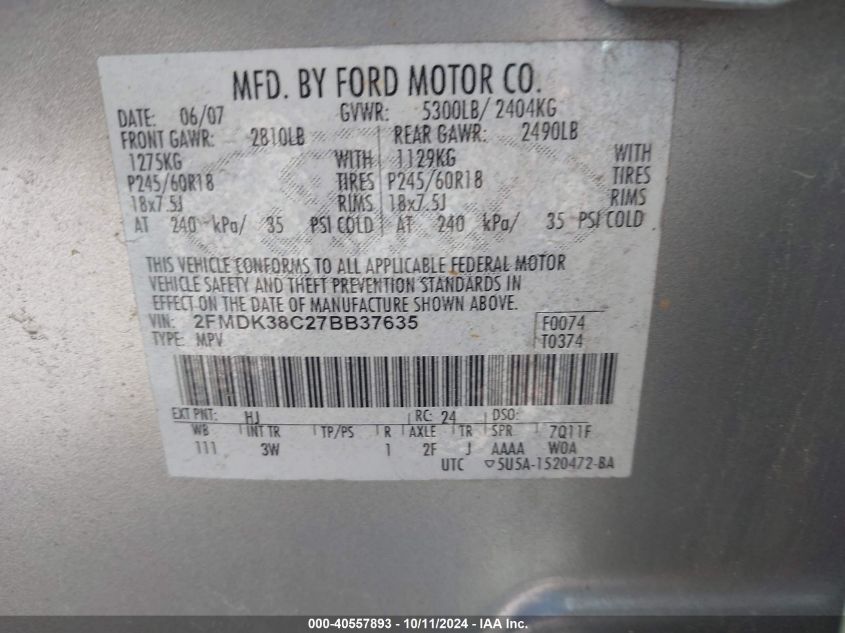 MFD. BY FORD MOTOR CO.
DATE: 06/07 GVWR: 5300LB/ 2404KG
FRONT GAWR: 2810LB REAR GAWR: 2490LB
1275KG WITH 1129KG WITH
P245/60R18 TIRES P245/60R18 TIRES
18x7.5J RIMS 18x7.5J RIMS
AT 240 kPa/ 35 PSI COLD AT 240 kPa/ 35 PSI COLD
THIS VEHICLE CONFORMS TO ALL APPLICABLE FEDERAL MOTOR
VEHICLE SAFETY AND THEFT PREVENTION STANDARDS IN
EFFECT ON THE DATE OF MANUFACTURE SHOWN ABOVE.
VIN: 2FMDK38C27BB37635 F0074
TYPE: MPV T0374
EXT PNT: HJ RC: 24 DSO:
WB INT TR TP/PS R AXLE TR SPR 7Q11F
111 3W 1 2F J AAAA W0A
UTC ▽5U5A-1520472-BA
000-40557893 - 10/11/2024 - IAA Inc.